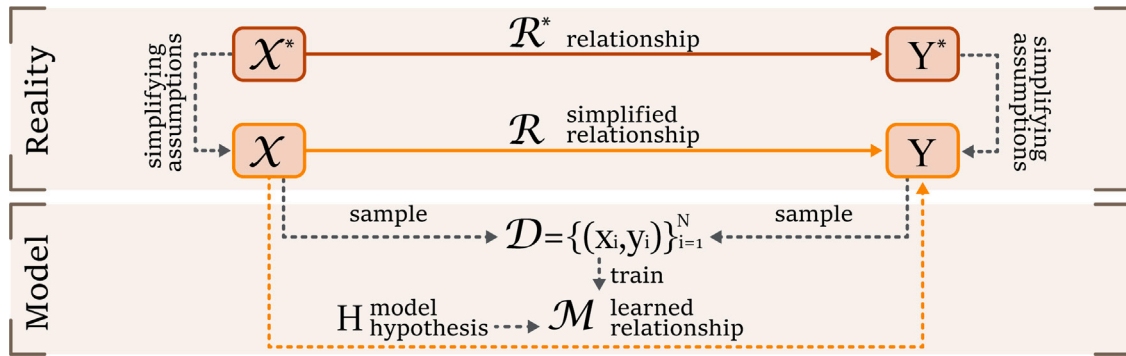 Reality
simplifying
assumptions
𝒳*
ℛ* relationship
Y*
simplifying
assumptions
𝒳
ℛ simplified
relationship
Y
Model
sample
sample
𝒟={(xᵢ,yᵢ)}ᴺᵢ₌₁
train
H model
hypothesis
ℳ learned
relationship